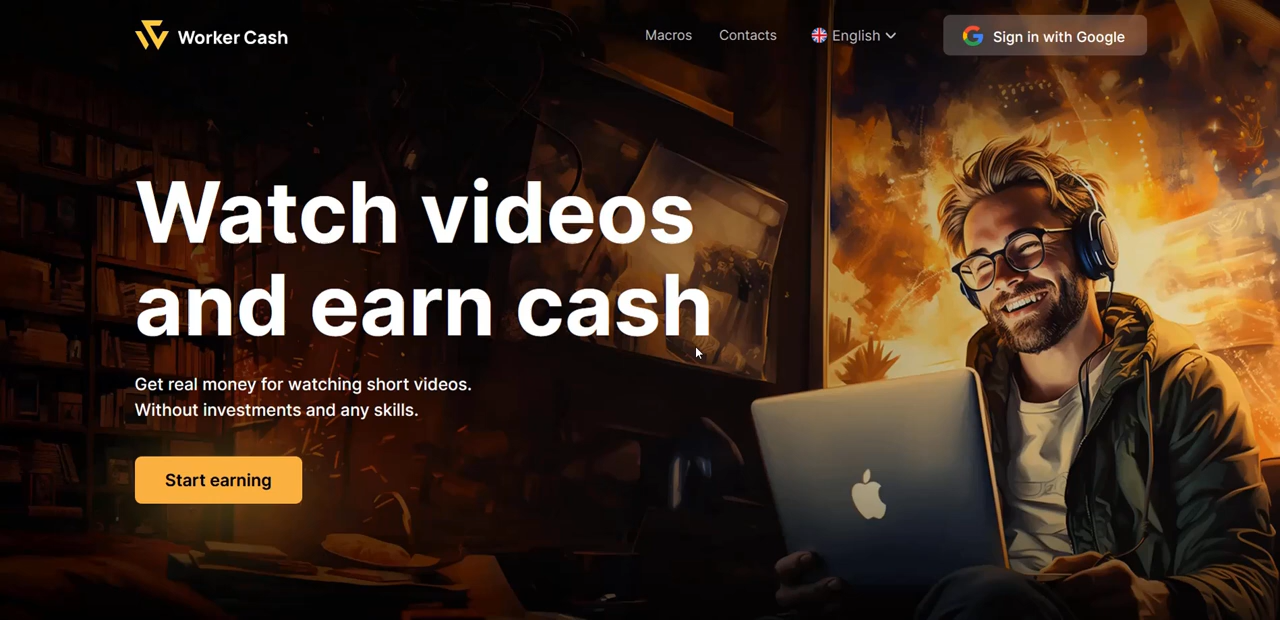 Worker Cash
Macros
Contacts
English
Sign in with Google
Watch videos
and earn cash
Get real money for watching short videos.
Without investments and any skills.
Start earning